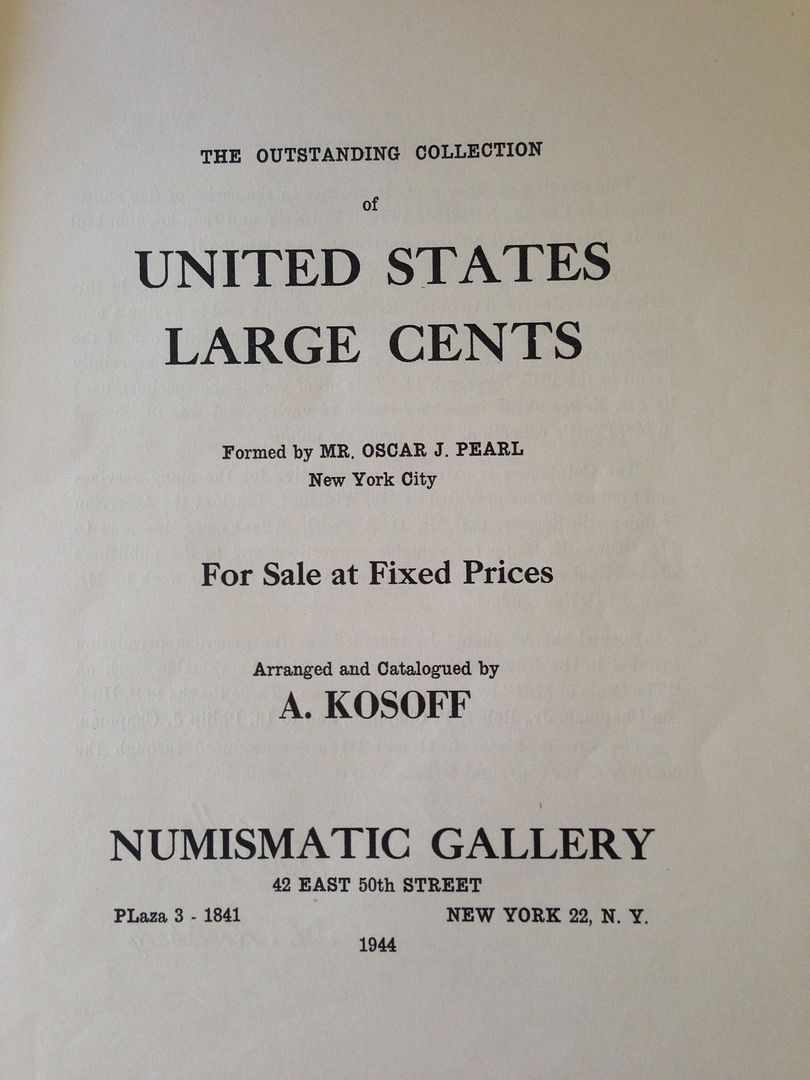 THE OUTSTANDING COLLECTION
of
UNITED STATES
LARGE CENTS
Formed by MR. OSCAR J. PEARL
New York City
For Sale at Fixed Prices
Arranged and Catalogued by
A. KOSOFF
NUMISMATIC GALLERY
42 EAST 50th STREET
PLaza 3 - 1841 NEW YORK 22, N. Y.
1944